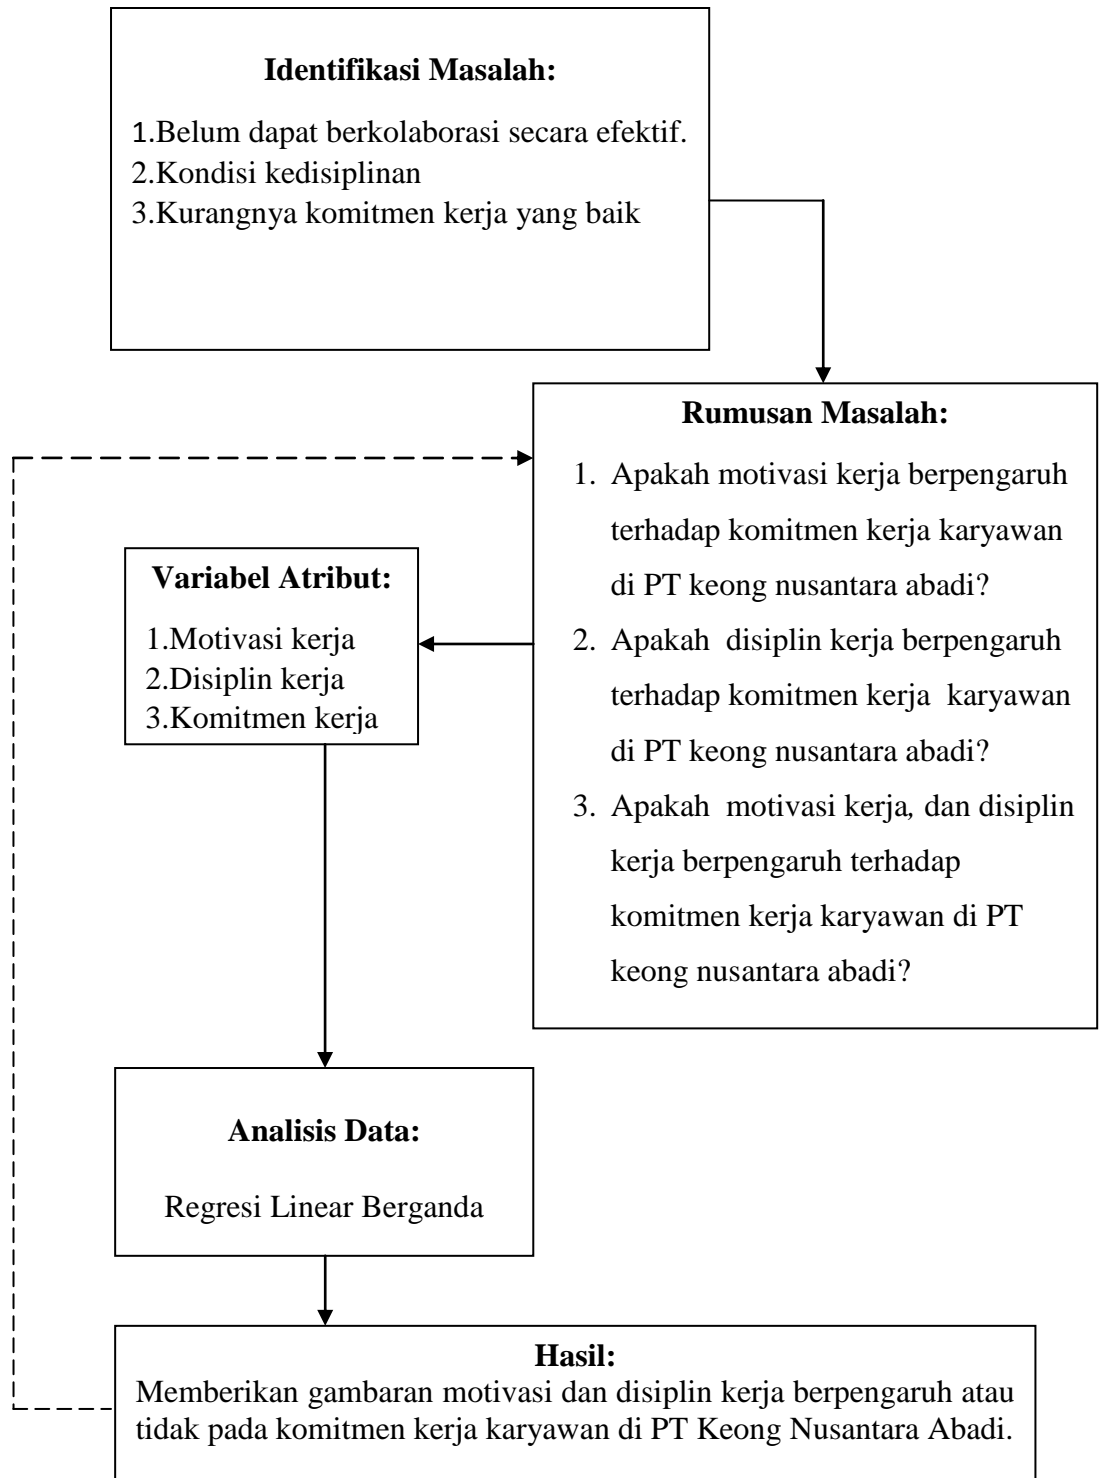 Identifikasi Masalah:
1.Belum dapat berkolaborasi secara efektif.
2.Kondisi kedisiplinan
3.Kurangnya komitmen kerja yang baik
Rumusan Masalah:
1. Apakah motivasi kerja berpengaruh
terhadap komitmen kerja karyawan
di PT keong nusantara abadi?
2. Apakah disiplin kerja berpengaruh
terhadap komitmen kerja karyawan
di PT keong nusantara abadi?
3. Apakah motivasi kerja, dan disiplin
kerja berpengaruh terhadap
komitmen kerja karyawan di PT
keong nusantara abadi?
Variabel Atribut:
1.Motivasi kerja
2.Disiplin kerja
3.Komitmen kerja
Analisis Data:
Regresi Linear Berganda
Hasil:
Memberikan gambaran motivasi dan disiplin kerja berpengaruh atau
tidak pada komitmen kerja karyawan di PT Keong Nusantara Abadi.